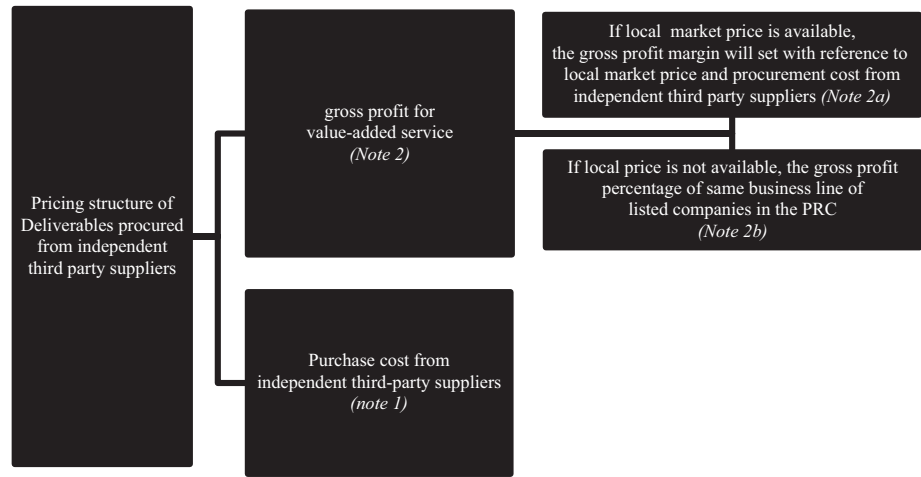 Pricing structure of
Deliverables procured
from independent
third party suppliers
gross profit for
value-added service
(Note 2)
If local market price is available,
the gross profit margin will set with reference to
local market price and procurement cost from
independent third party suppliers (Note 2a)
If local price is not available, the gross profit
percentage of same business line of
listed companies in the PRC
(Note 2b)
Purchase cost from
independent third-party suppliers
(note 1)